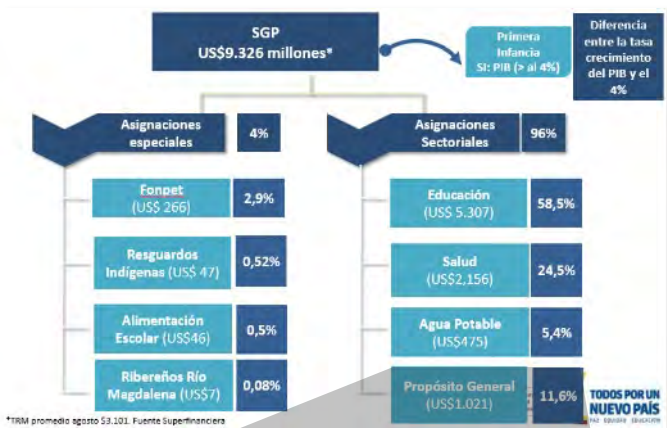 SGP
US$9.326 millones*
Primera
Infancia
SI: PIB (> al 4%)
Diferencia
entre la tasa
crecimiento
del PIB y el
4%
Asignaciones
especiales
4%
Asignaciones
Sectoriales
96%
Fonpet
(US$ 266)
2,9%
Resguardos
Indígenas (US$ 47)
0,52%
Alimentación
Escolar (US$46)
0,5%
Ribereños Río
Magdalena (US$7)
0,08%
Educación
(US$ 5.307)
58,5%
Salud
(US$2,156)
24,5%
Agua Potable
(US$475)
5,4%
Propósito General
(US$1.021)
11,6%
*TRM promedio agosto $3.101. Fuente Superfinanciera
TODOS POR UN
NUEVO PAÍS
PAZ EQUIDAD EDUCACIÓN